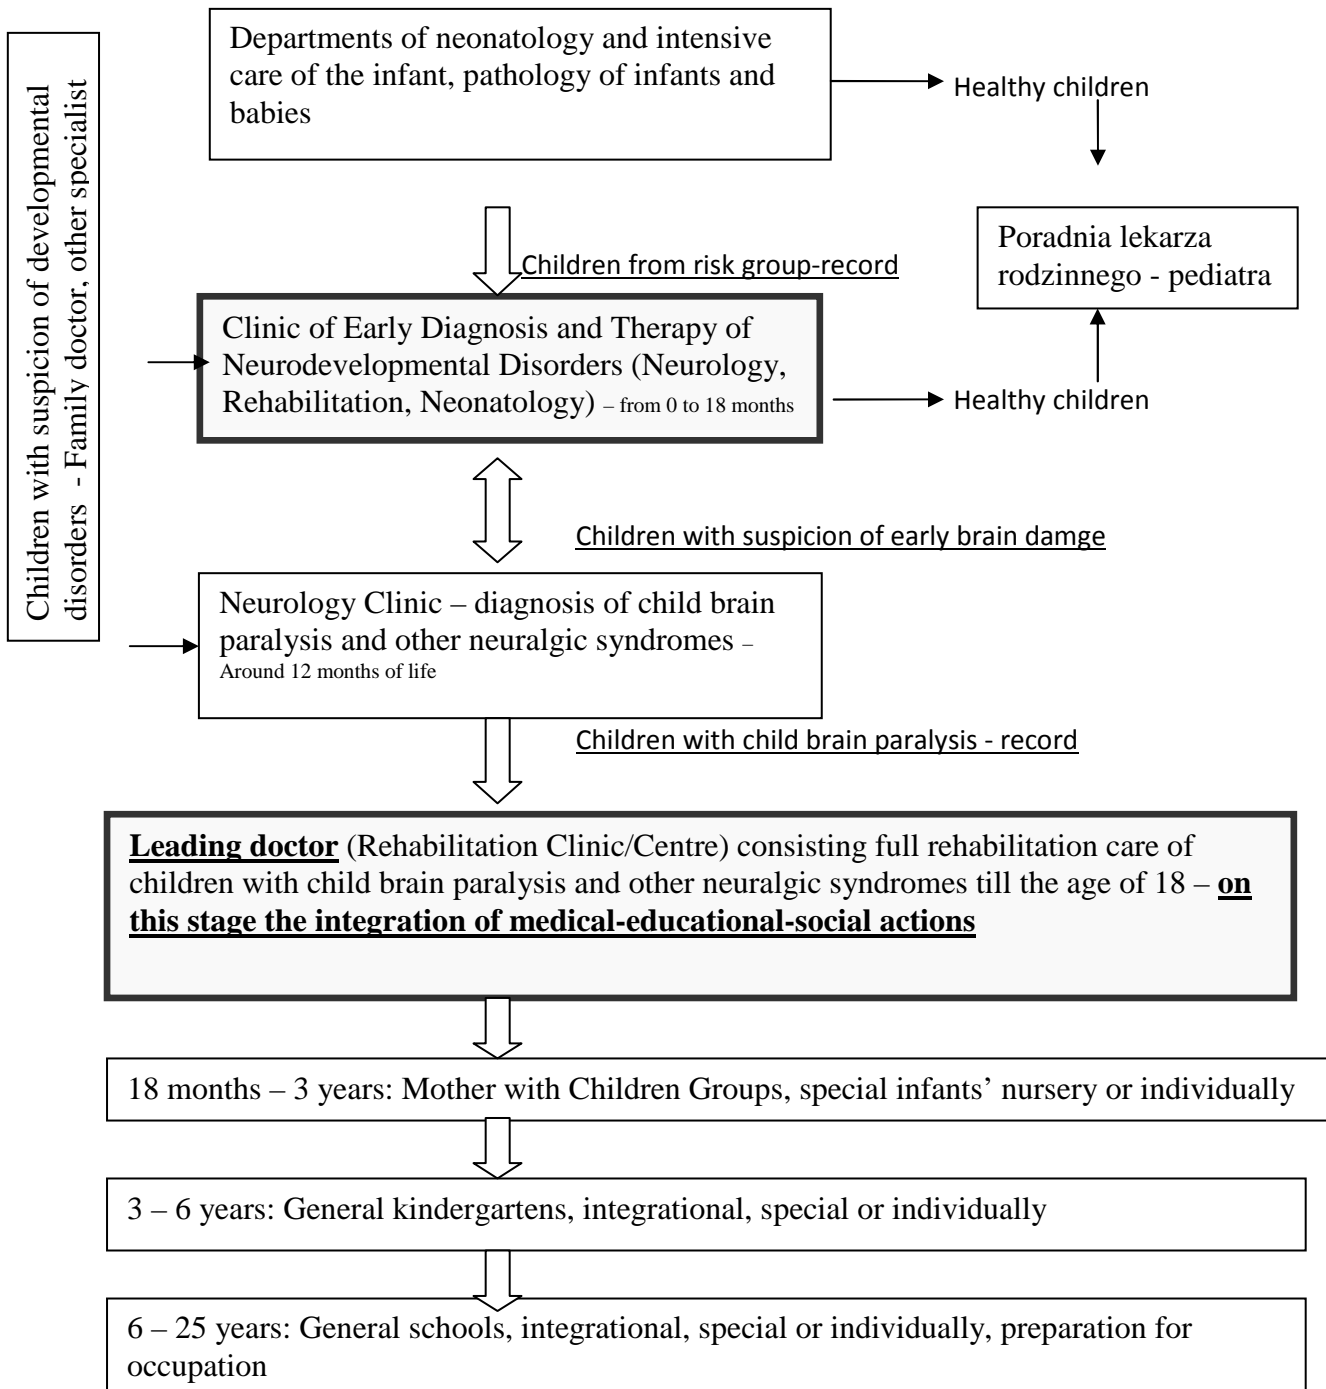 Children with suspicion of developmental
disorders - Family doctor, other specialist
Departments of neonatology and intensive
care of the infant, pathology of infants and
babies
Healthy children
Poradnia lekarza
rodzinnego - pediatra
Children from risk group-record
Clinic of Early Diagnosis and Therapy of
Neurodevelopmental Disorders (Neurology,
Rehabilitation, Neonatology) – from 0 to 18 months
Healthy children
Children with suspicion of early brain damge
Neurology Clinic – diagnosis of child brain
paralysis and other neuralgic syndromes –
Around 12 months of life
Children with child brain paralysis - record
Leading doctor (Rehabilitation Clinic/Centre) consisting full rehabilitation care of
children with child brain paralysis and other neuralgic syndromes till the age of 18 – on
this stage the integration of medical-educational-social actions
18 months – 3 years: Mother with Children Groups, special infants’ nursery or individually
3 – 6 years: General kindergartens, integrational, special or individually
6 – 25 years: General schools, integrational, special or individually, preparation for
occupation